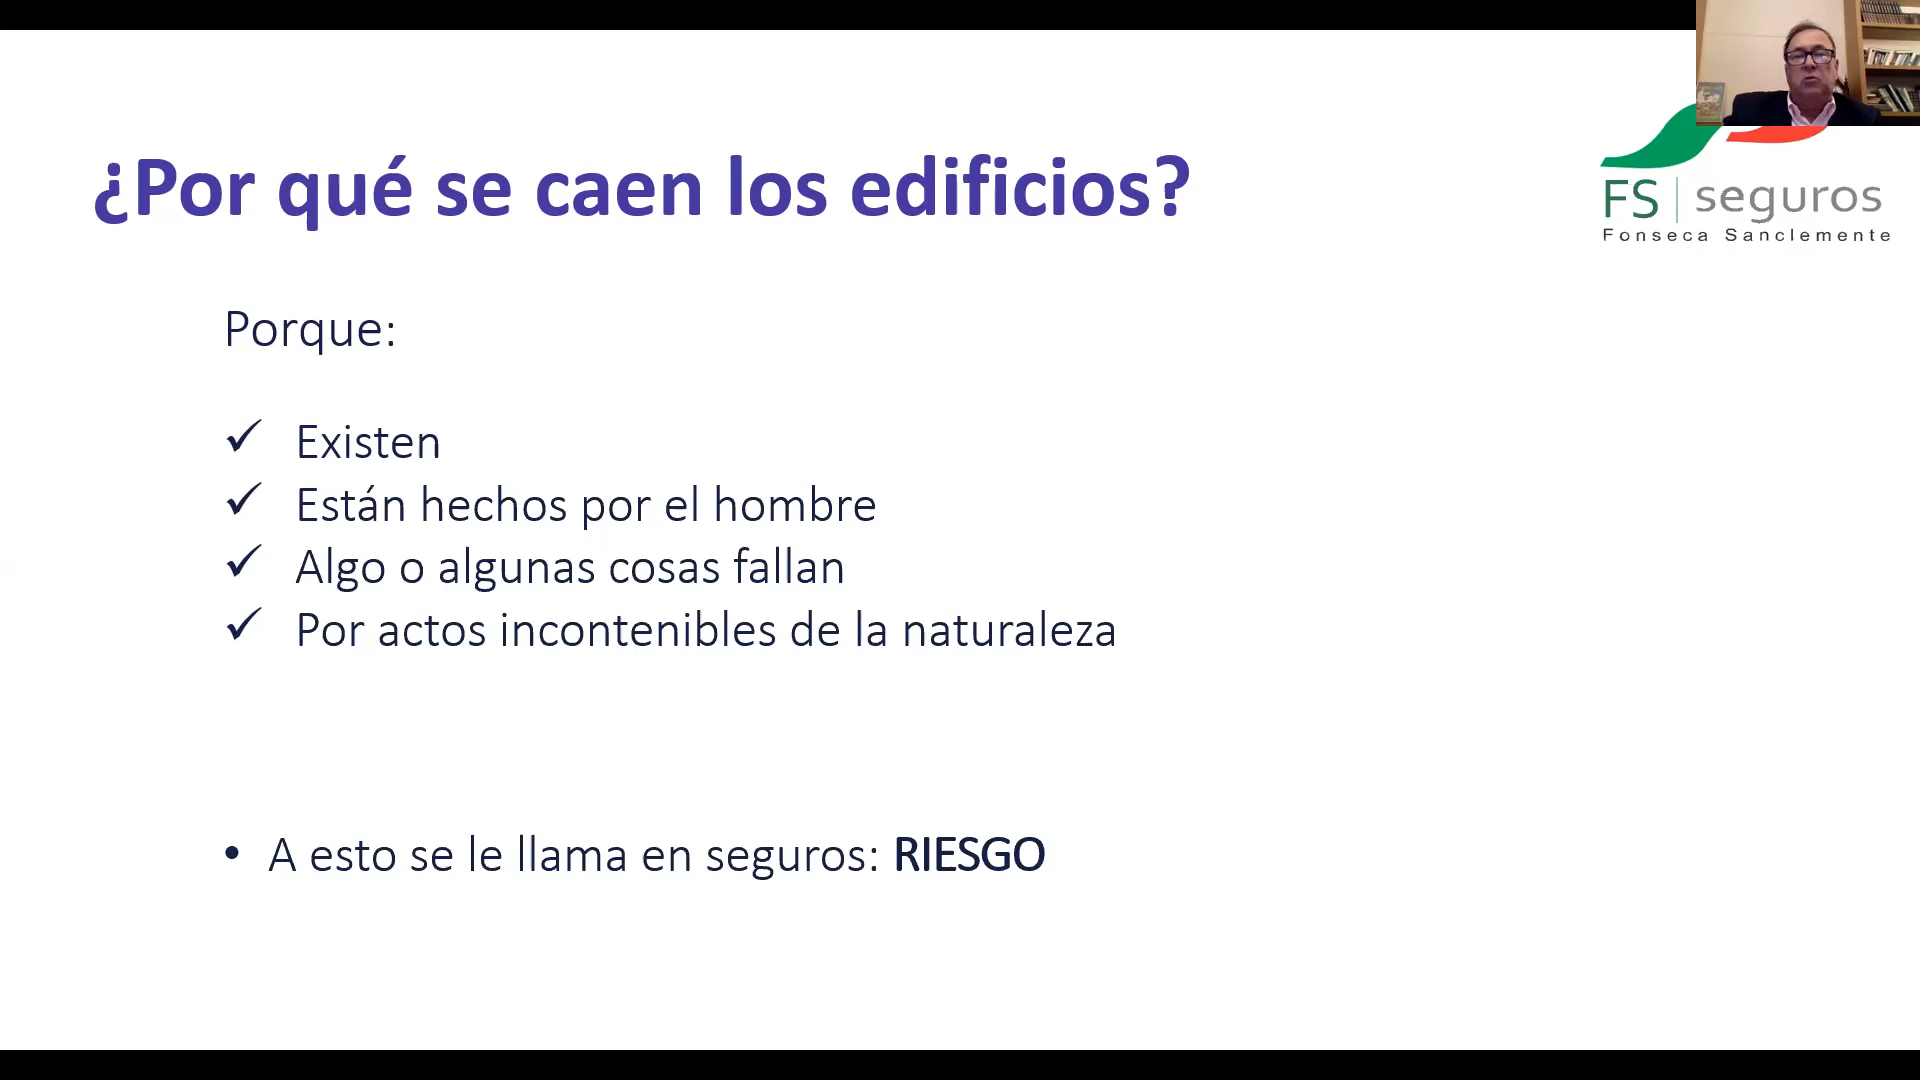 ¿Por qué se caen los edificios?
FS | seguros
Fonseca Sanclemente
Porque:
✓ Existen
✓ Están hechos por el hombre
✓ Algo o algunas cosas fallan
✓ Por actos incontenibles de la naturaleza
• A esto se le llama en seguros: RIESGO